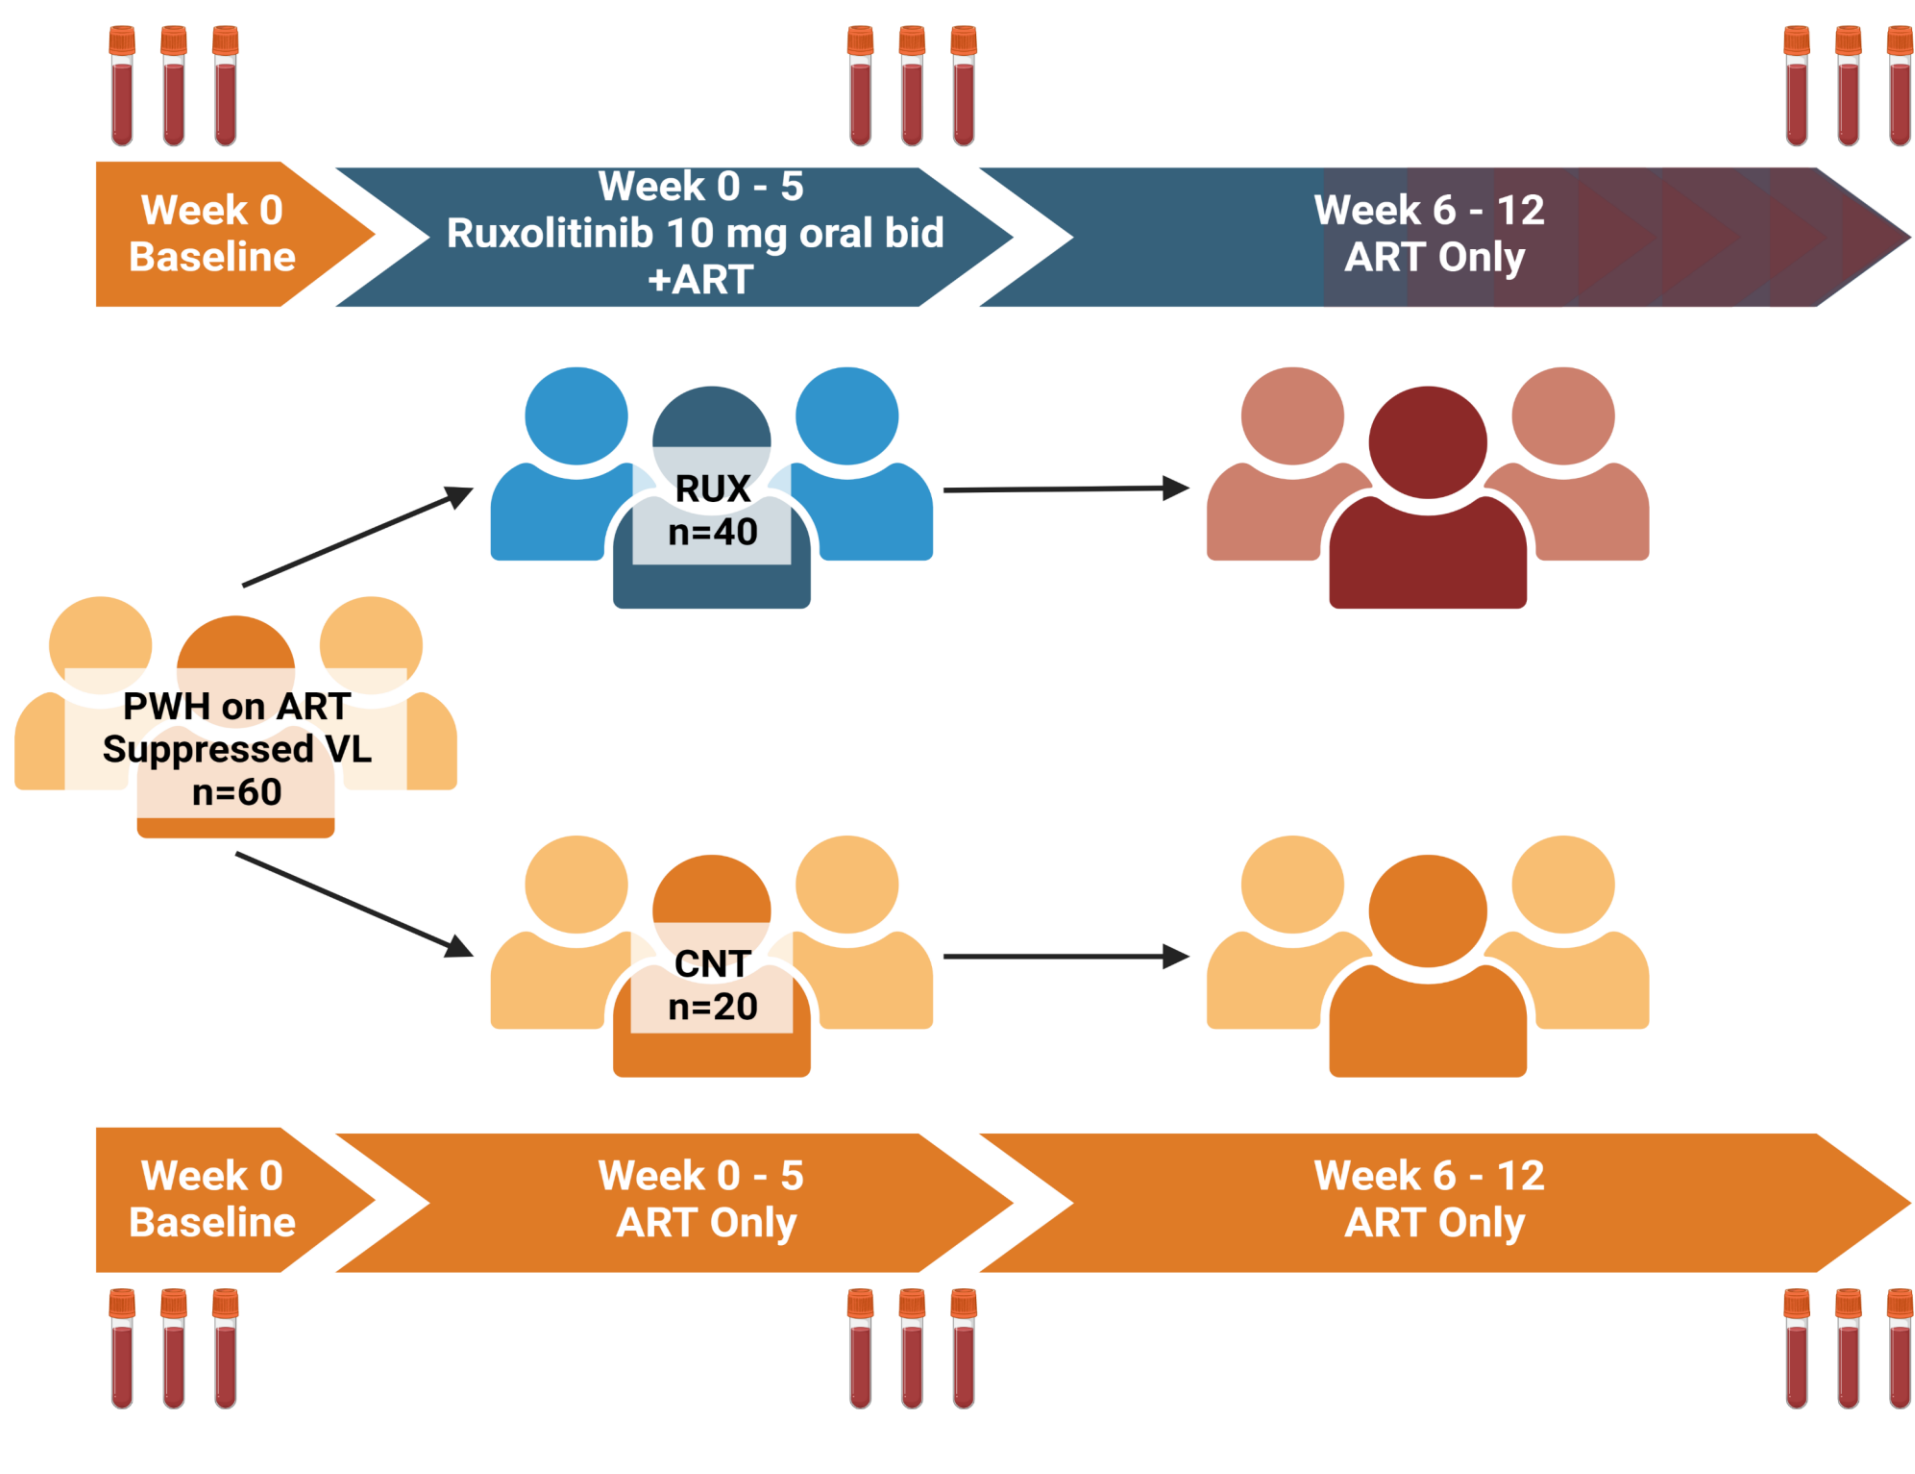 Week 0
Baseline
Week 0 - 5
Ruxolitinib 10 mg oral bid
+ART
Week 6 - 12
ART Only
RUX
n=40
PWH on ART
Suppressed VL
n=60
CNT
n=20
Week 0
Baseline
Week 0 - 5
ART Only
Week 6 - 12
ART Only